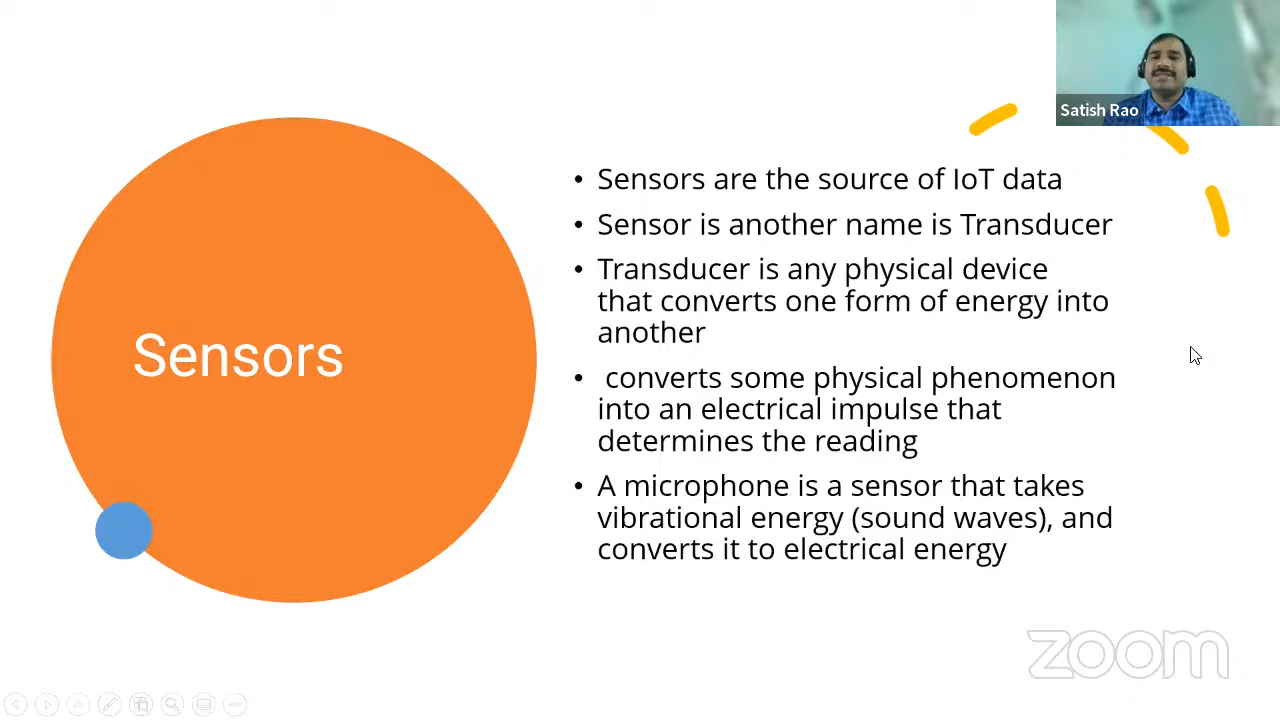 Satish Rao
Sensors
• Sensors are the source of IoT data
• Sensor is another name is Transducer
• Transducer is any physical device
that converts one form of energy into
another
• converts some physical phenomenon
into an electrical impulse that
determines the reading
• A microphone is a sensor that takes
vibrational energy (sound waves), and
converts it to electrical energy
zoom